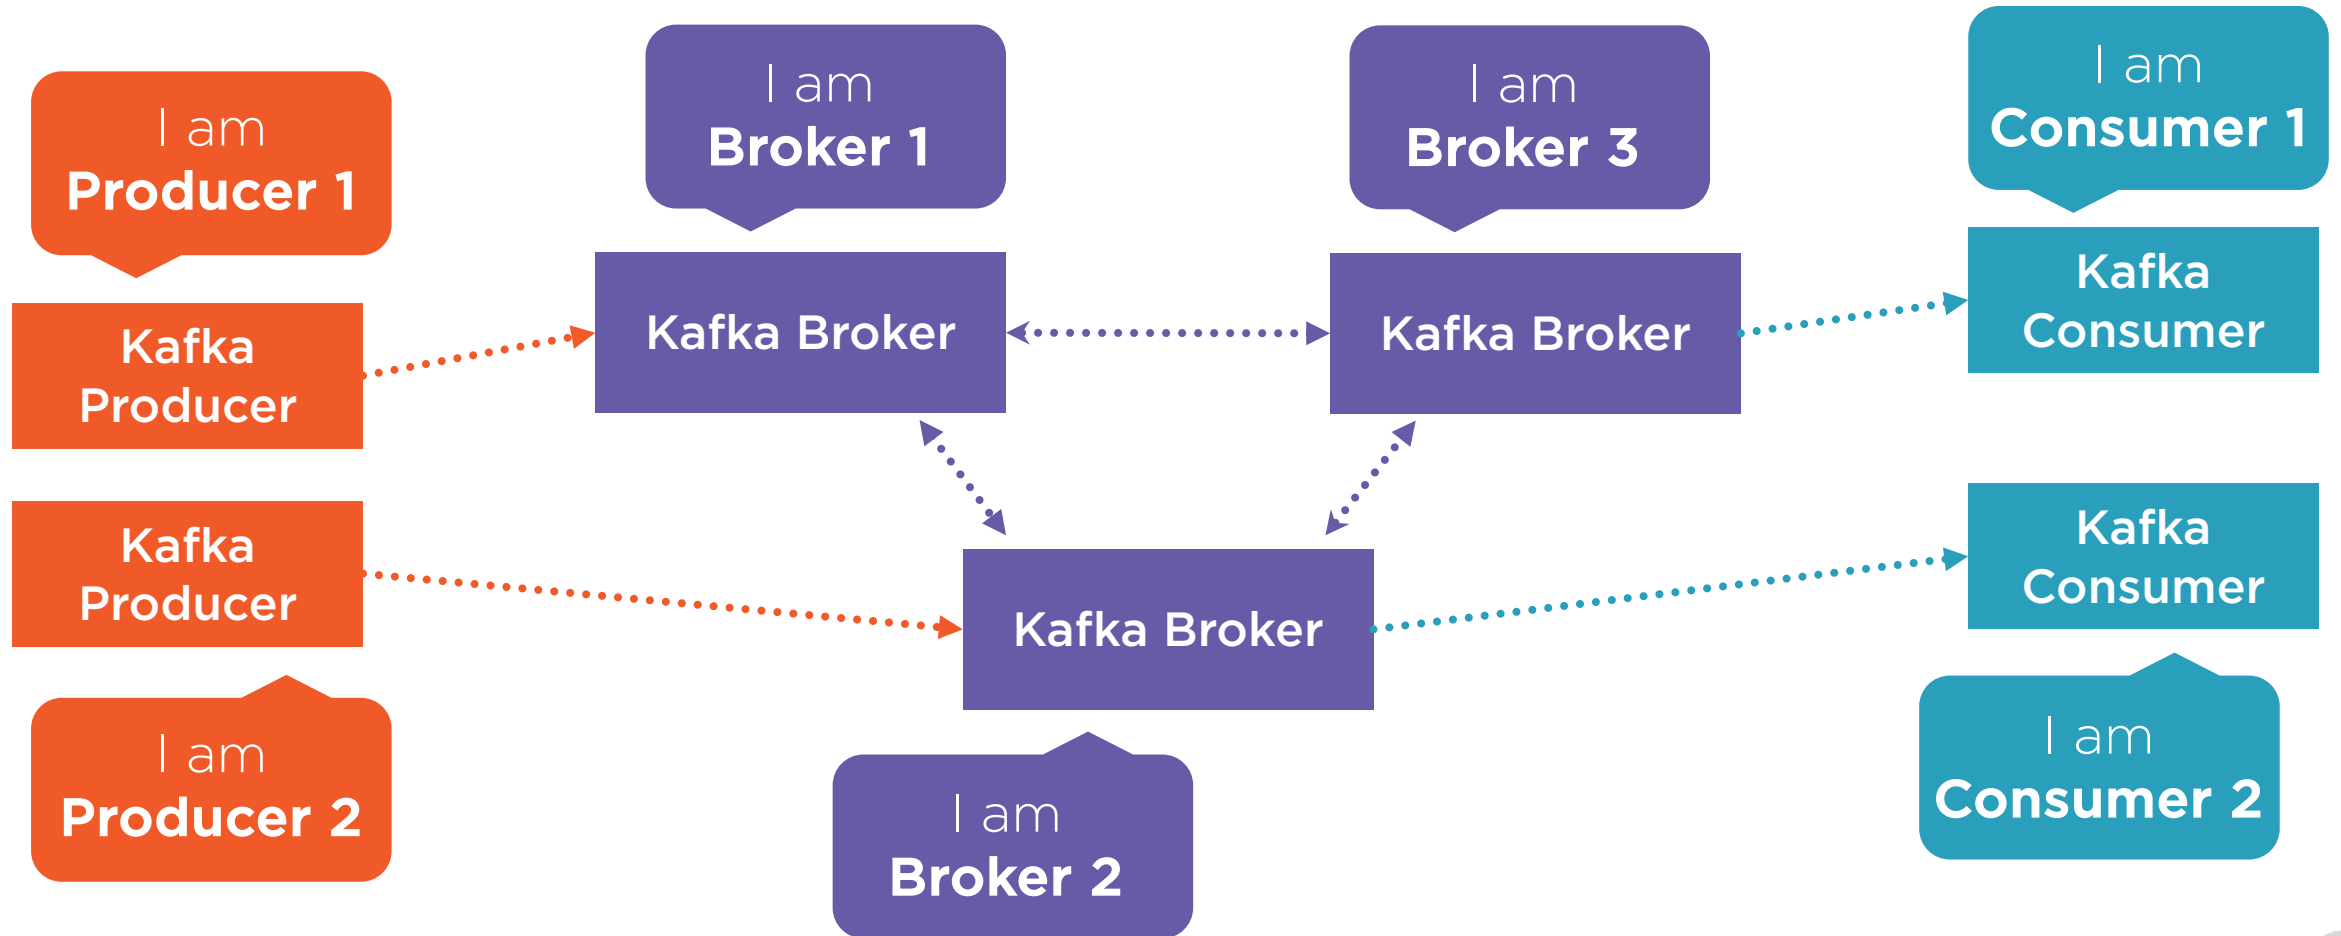 I am
Producer 1
Kafka
Producer
Kafka
Producer
I am
Producer 2
I am
Broker 1
Kafka Broker
I am
Broker 3
Kafka Broker
Kafka Broker
I am
Broker 2
I am
Consumer 1
Kafka
Consumer
Kafka
Consumer
I am
Consumer 2